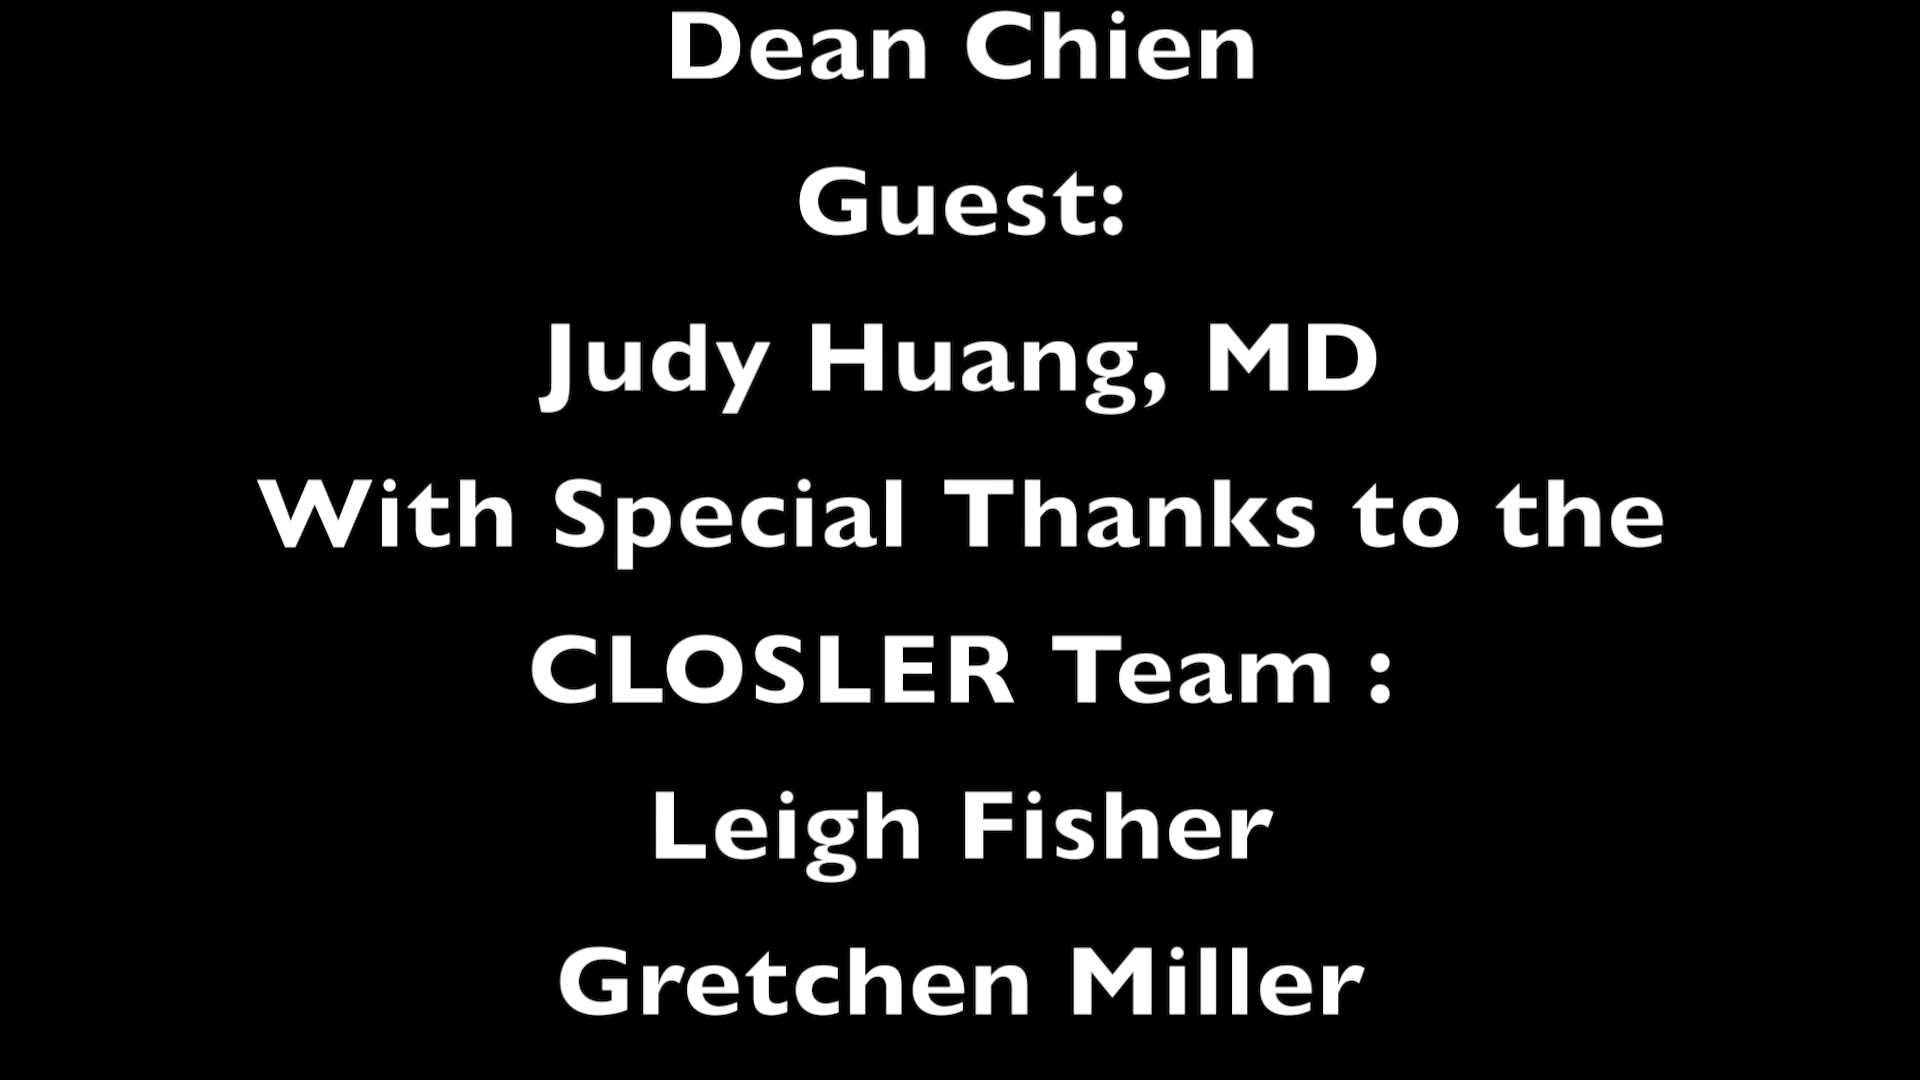 Dean Chien
Guest:
Judy Huang, MD
With Special Thanks to the
CLOSLER Team :
Leigh Fisher
Gretchen Miller